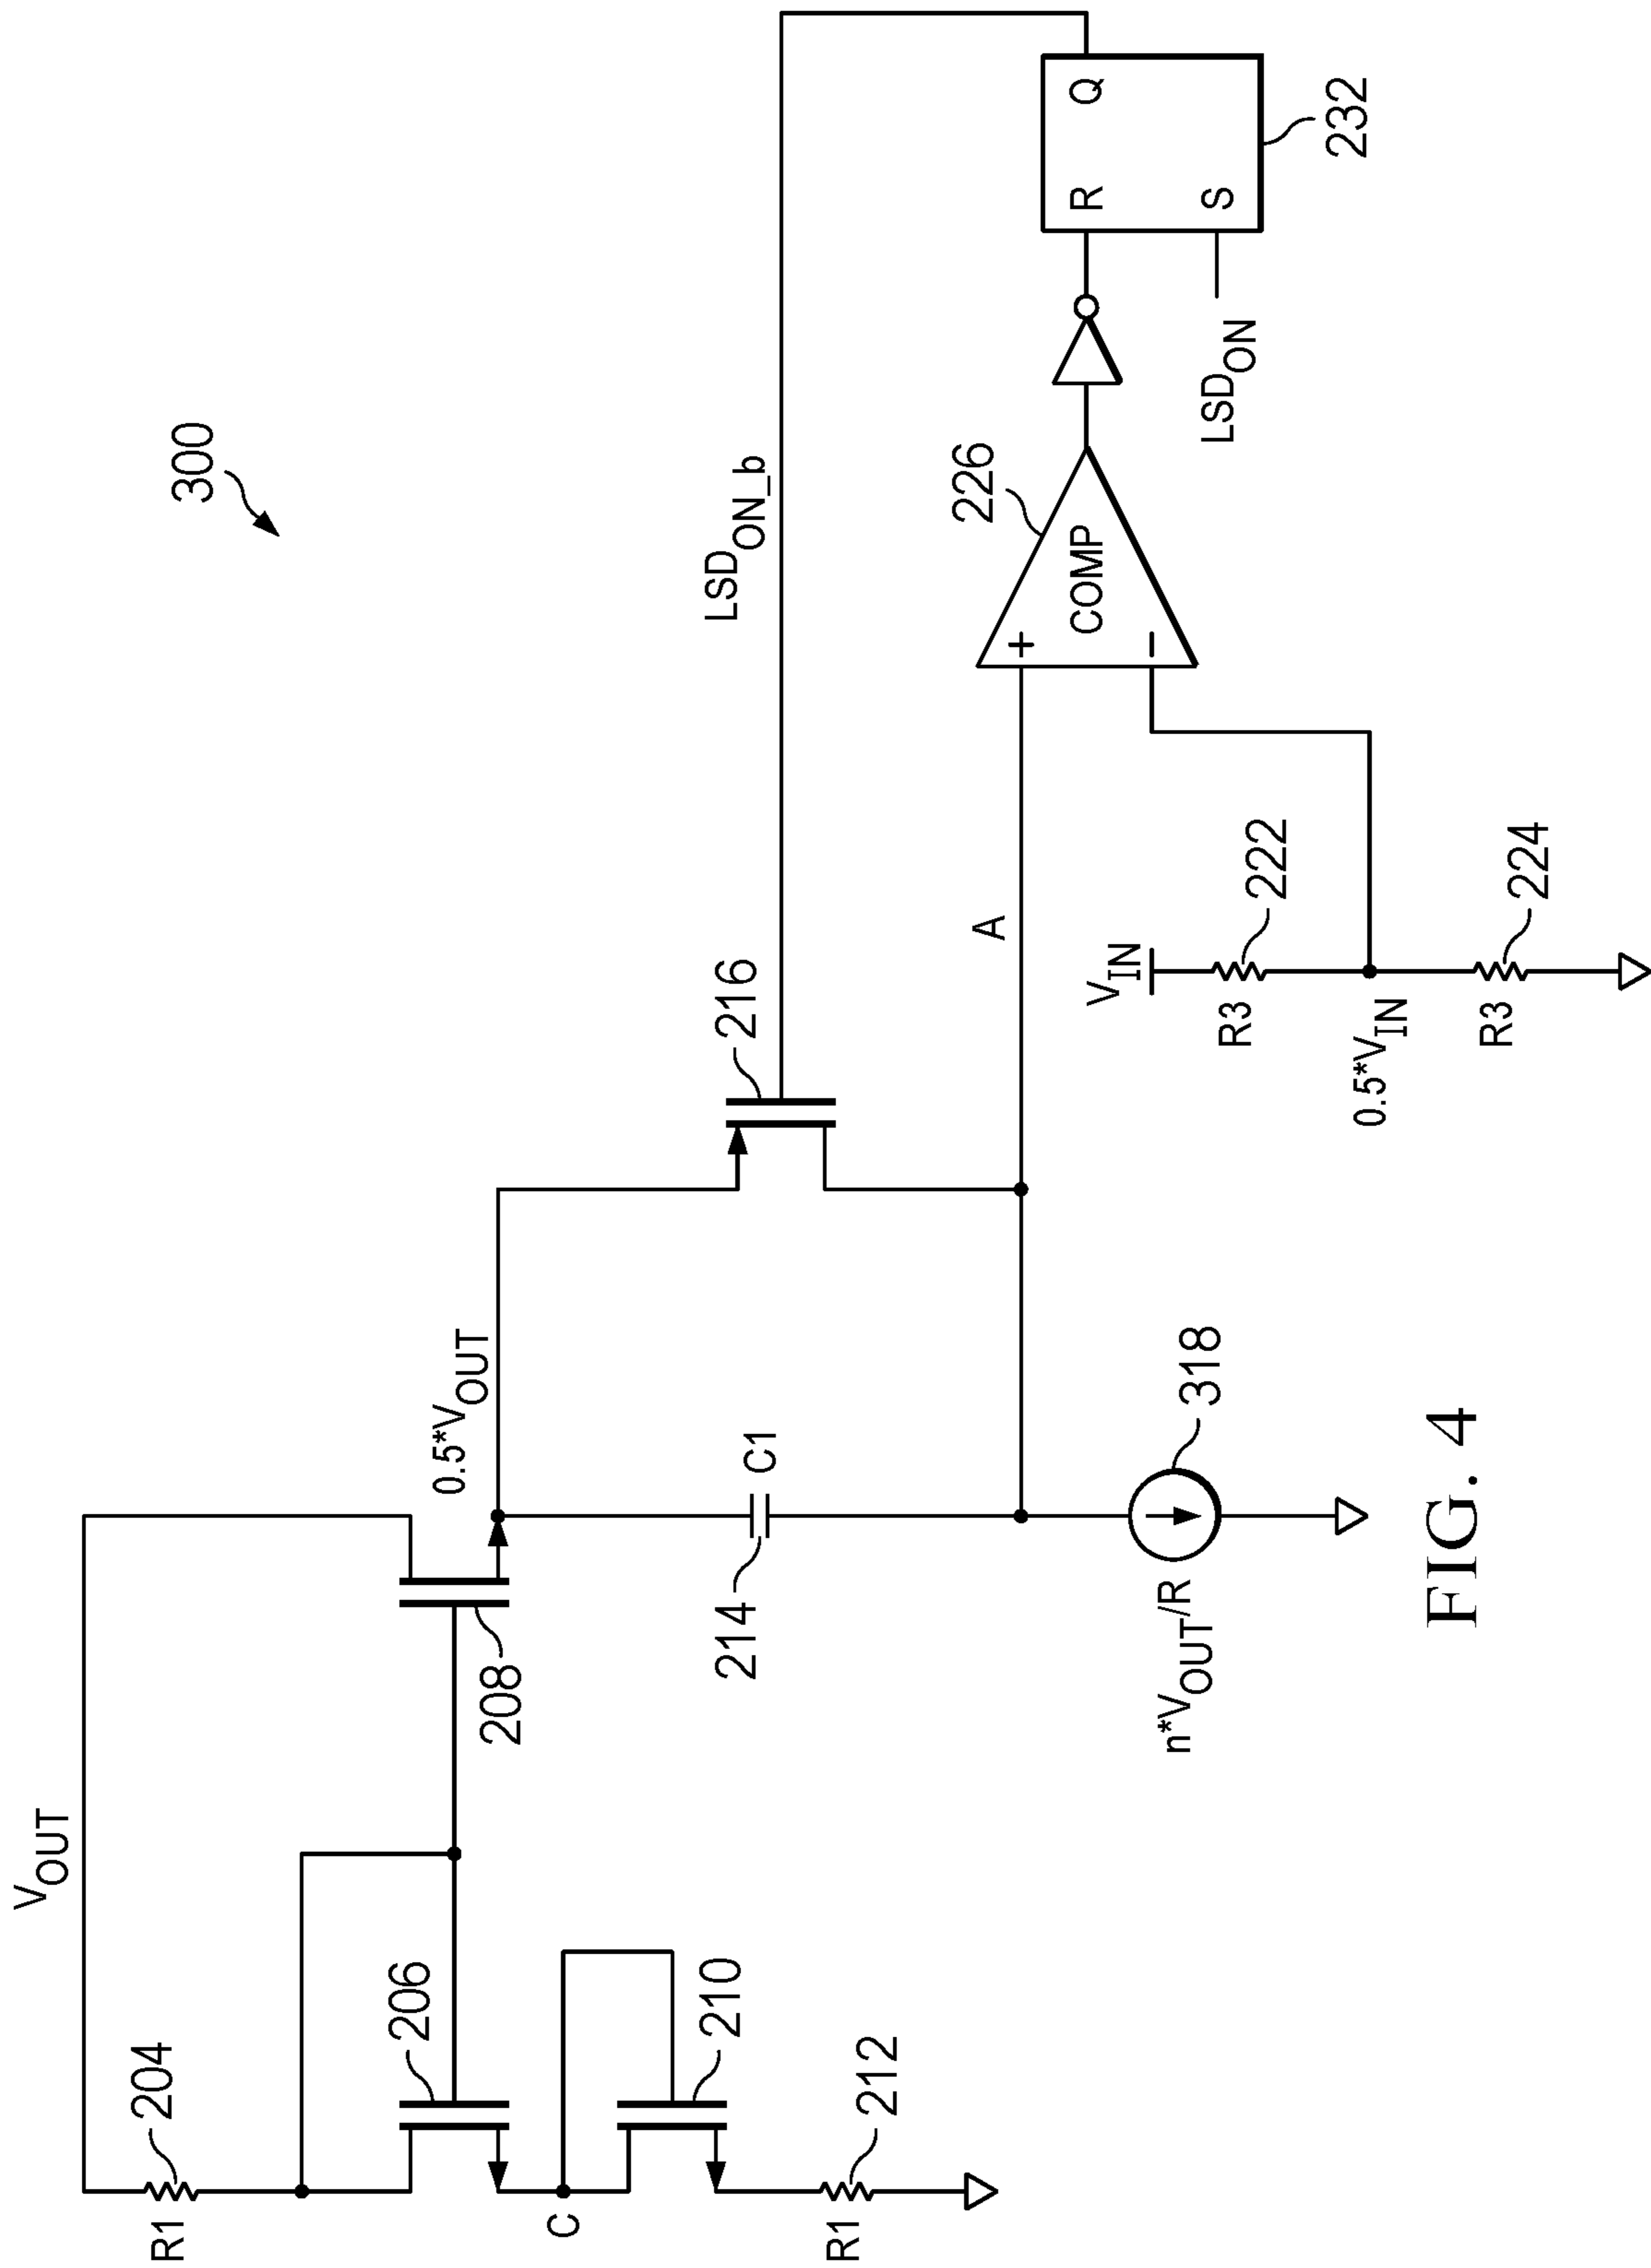 300
V_OUT
R1
204
206
C
210
R1
212
208
0.5*V_OUT
214
C1
216
LSD_ON_b
n*V_OUT/R
318
A
V_IN
R3
222
0.5*V_IN
R3
224
+
COMP
−
226
R
Q
S
LSD_ON
232
FIG. 4